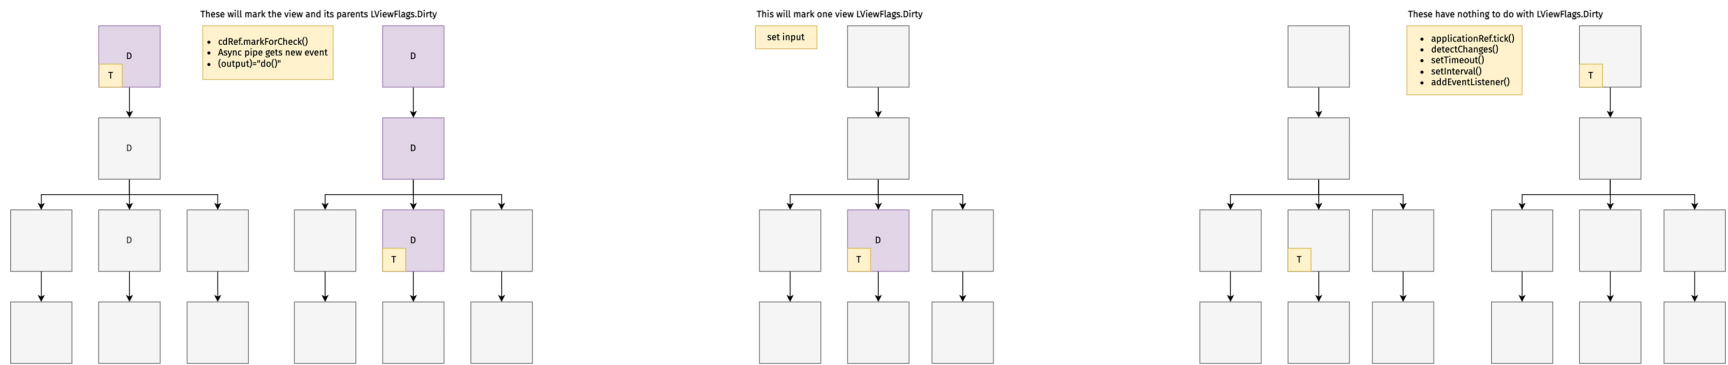 These will mark the view and its parents LViewFlags.Dirty
D
T
• cdRef.markForCheck()
• Async pipe gets new event
• (output)="do()"
D
D
D
D
D
T
This will mark one view LViewFlags.Dirty
set input
D
T
These have nothing to do with LViewFlags.Dirty
• applicationRef.tick()
• detectChanges()
• setTimeout()
• setInterval()
• addEventListener()
T
T